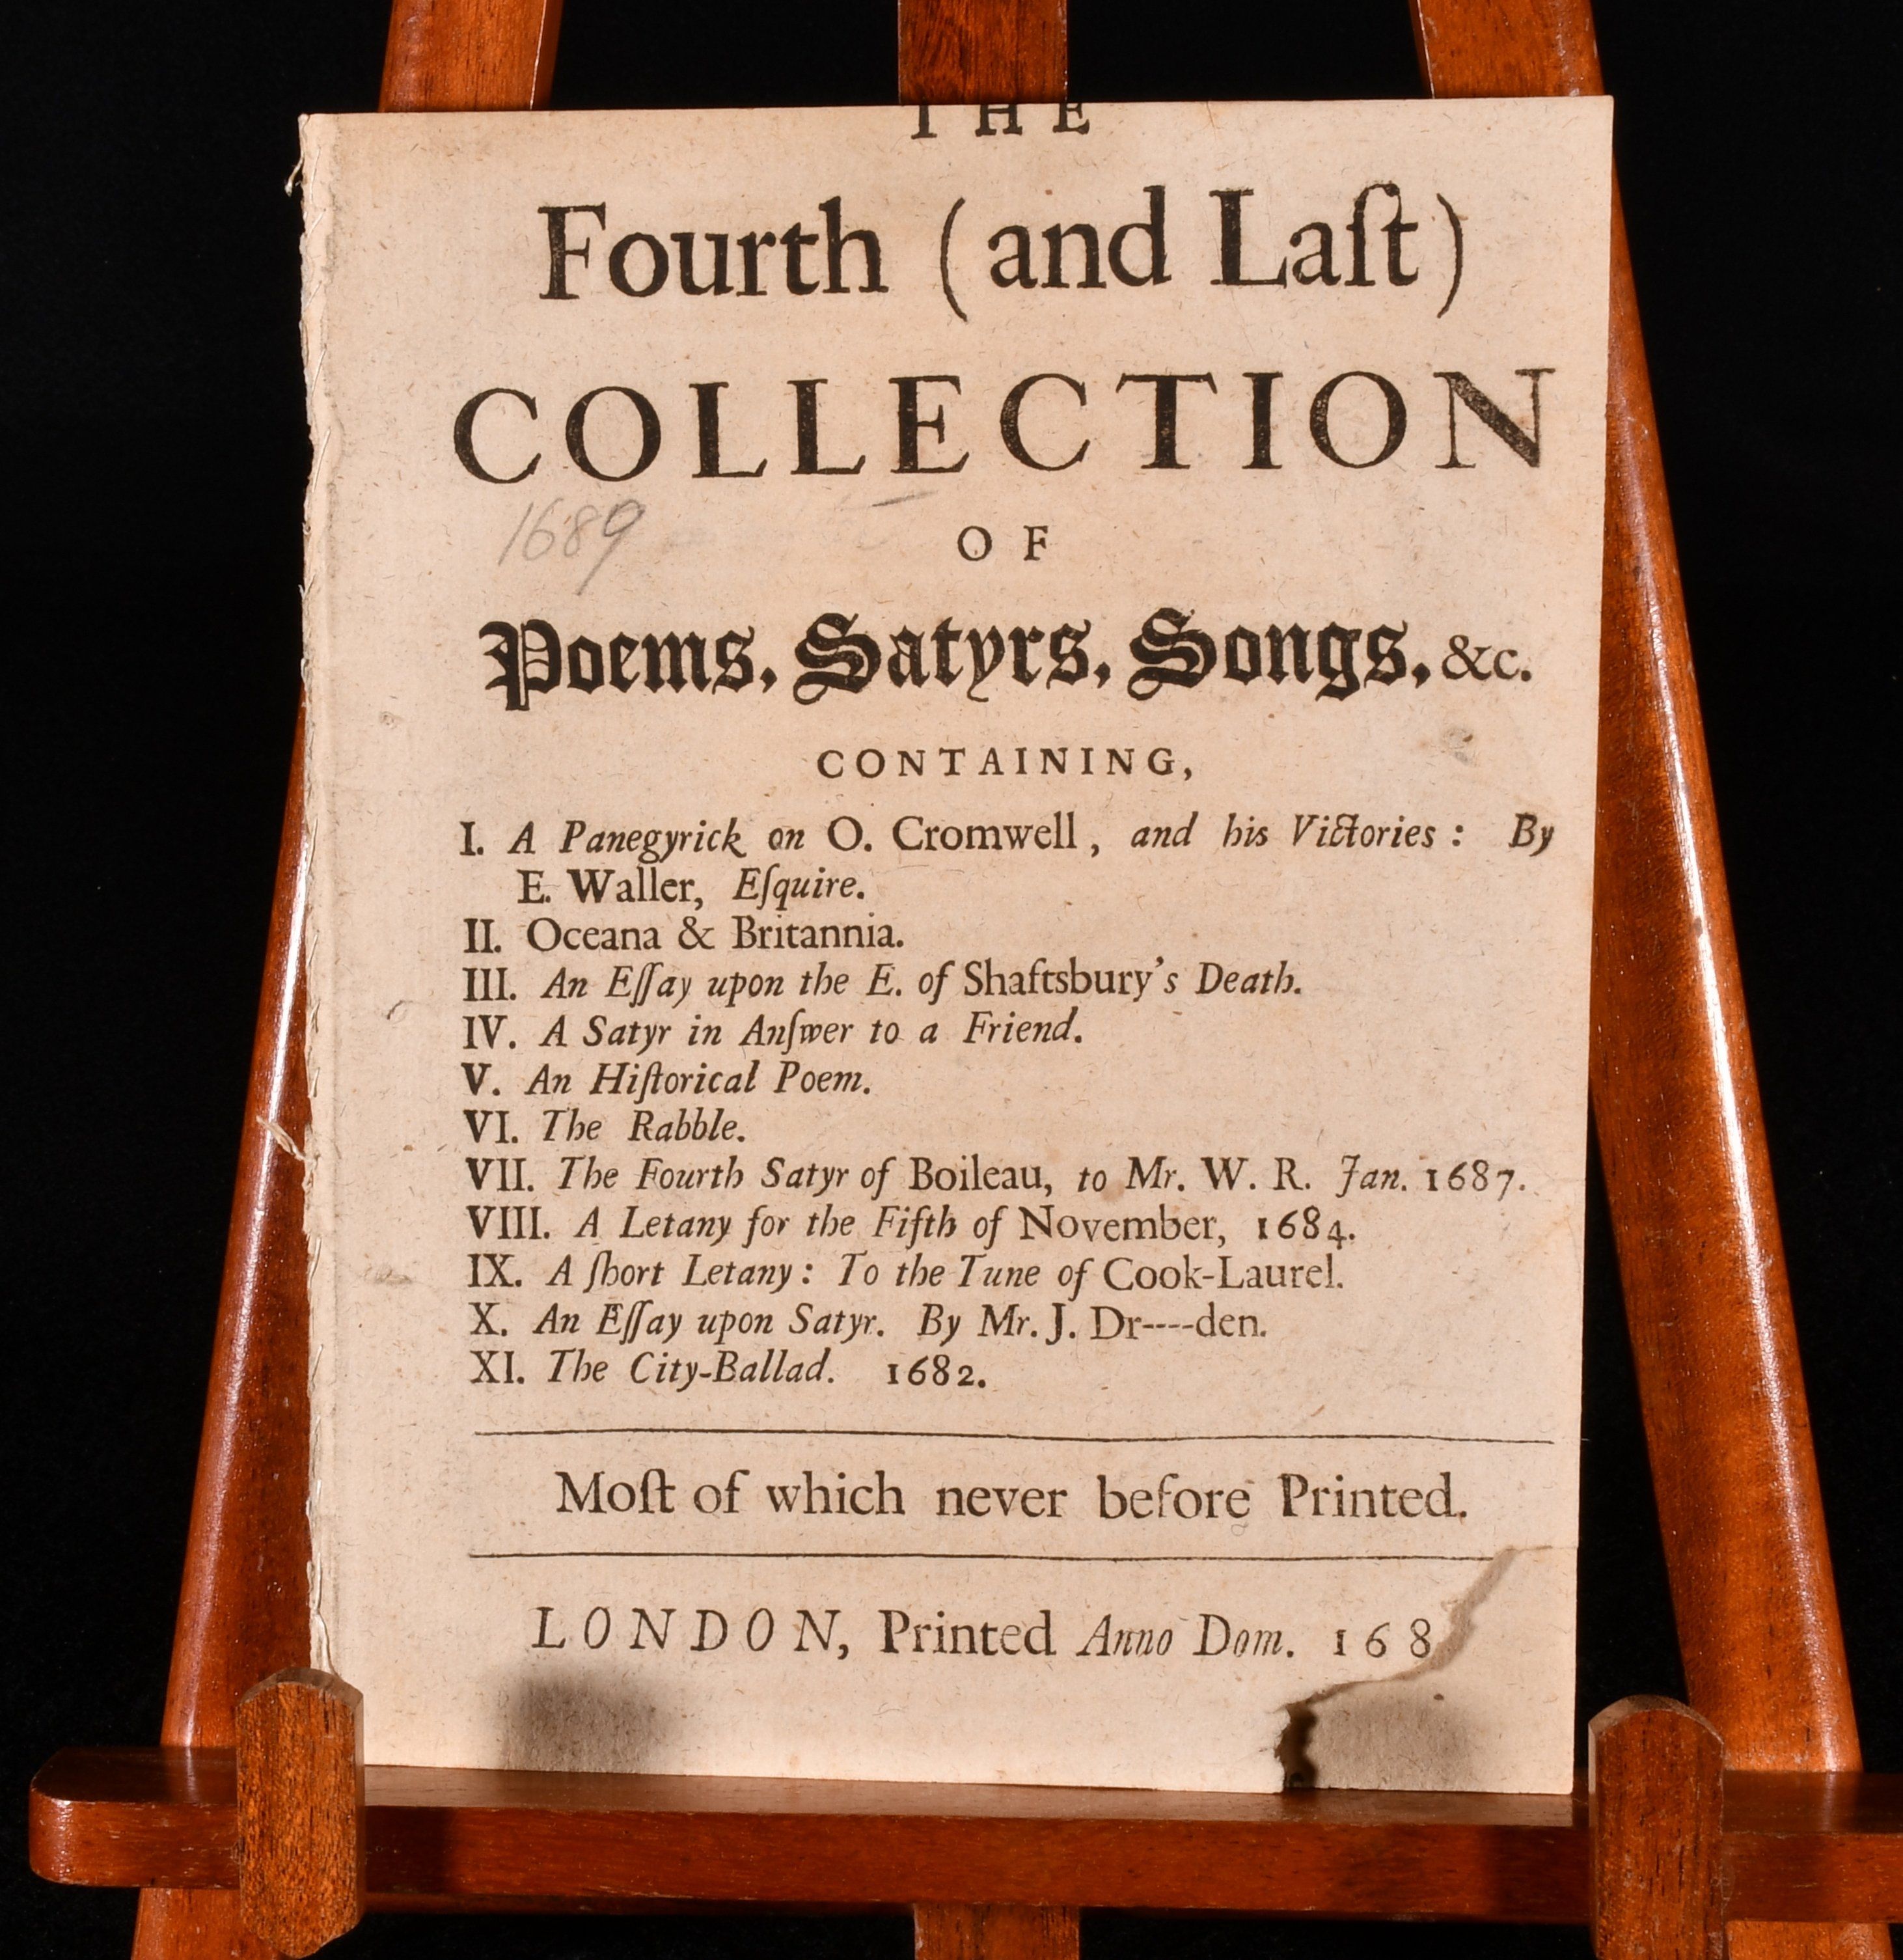 THE
Fourth (and Laſt)
COLLECTION
1689
OF
Poems, Satyrs, Songs, &c.
CONTAINING,
I. A Panegyrick on O. Cromwell, and his Victories: By
E. Waller, Eſquire.
II. Oceana & Britannia.
III. An Eſſay upon the E. of Shaftsbury's Death.
IV. A Satyr in Anſwer to a Friend.
V. An Hiſtorical Poem.
VI. The Rabble.
VII. The Fourth Satyr of Boileau, to Mr. W. R. Jan. 1687.
VIII. A Letany for the Fifth of November, 1684.
IX. A ſhort Letany: To the Tune of Cook-Laurel.
X. An Eſſay upon Satyr. By Mr. J. Dr----den.
XI. The City-Ballad. 1682.
Moſt of which never before Printed.
LONDON, Printed Anno Dom. 168